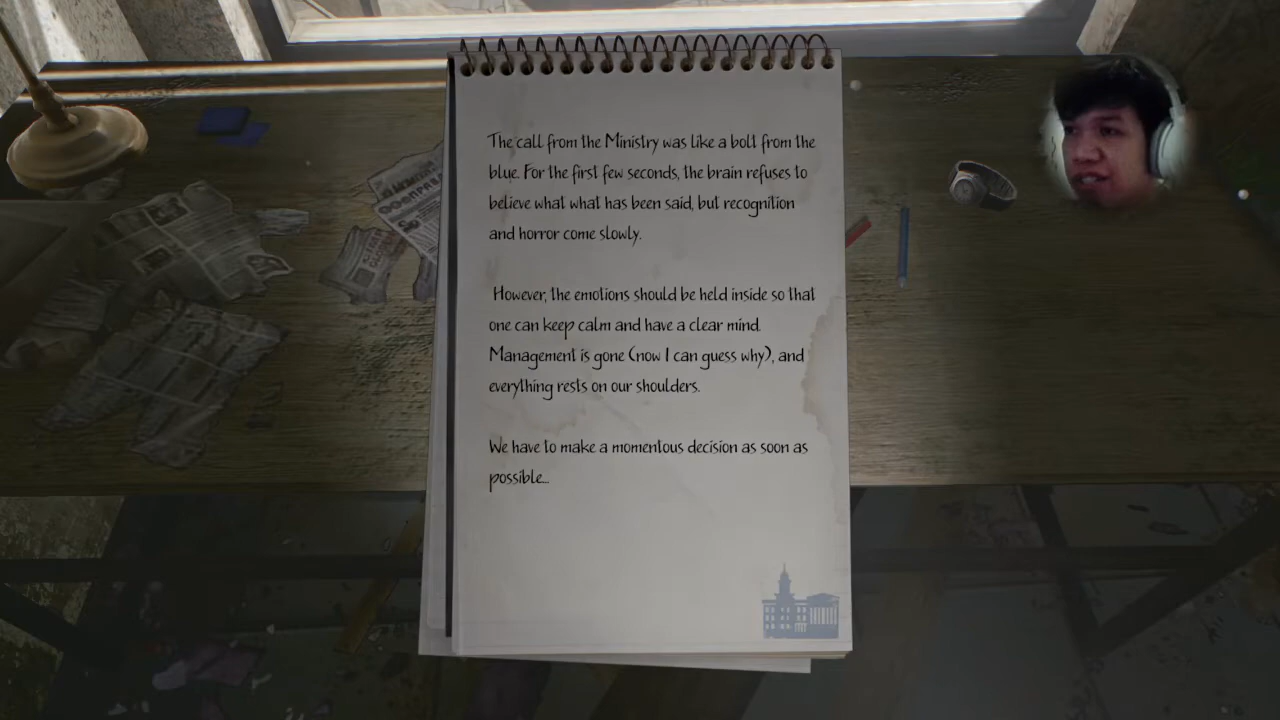 The call from the Ministry was like a bolt from the
blue. For the first few seconds, the brain refuses to
believe what what has been said, but recognition
and horror come slowly.
However, the emotions should be held inside so that
one can keep calm and have a clear mind.
Management is gone (now I can guess why), and
everything rests on our shoulders.
We have to make a momentous decision as soon as
possible...